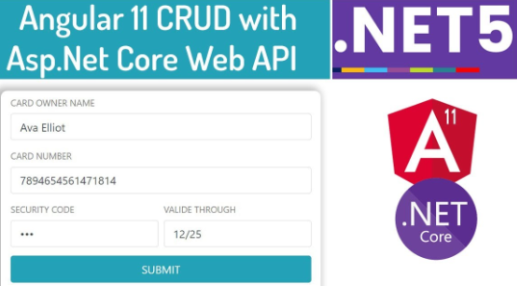 Angular 11 CRUD with
Asp.Net Core Web API
.NET5
CARD OWNER NAME
Ava Elliot
CARD NUMBER
7894654561471814
SECURITY CODE
VALIDE THROUGH
•••
12/25
SUBMIT
A
11
.NET
Core